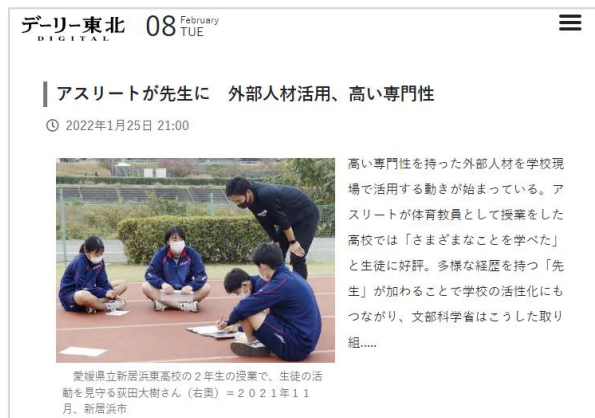 デーリー東北
DIGITAL
08 February
TUE
アスリートが先生に 外部人材活用、高い専門性
2022年1月25日 21:00
高い専門性を持った外部人材を学校現
場で活用する動きが始まっている。ア
スリートが体育教員として授業をした
高校では「さまざまなことを学べた」
と生徒に好評。多様な経歴を持つ「先
生」が加わることで学校の活性化にも
つながり、文部科学省はこうした取り
組.....
愛媛県立新居浜東高校の２年生の授業で、生徒の活
動を見守る荻田大樹さん（右奥）＝２０２１年１１
月、新居浜市